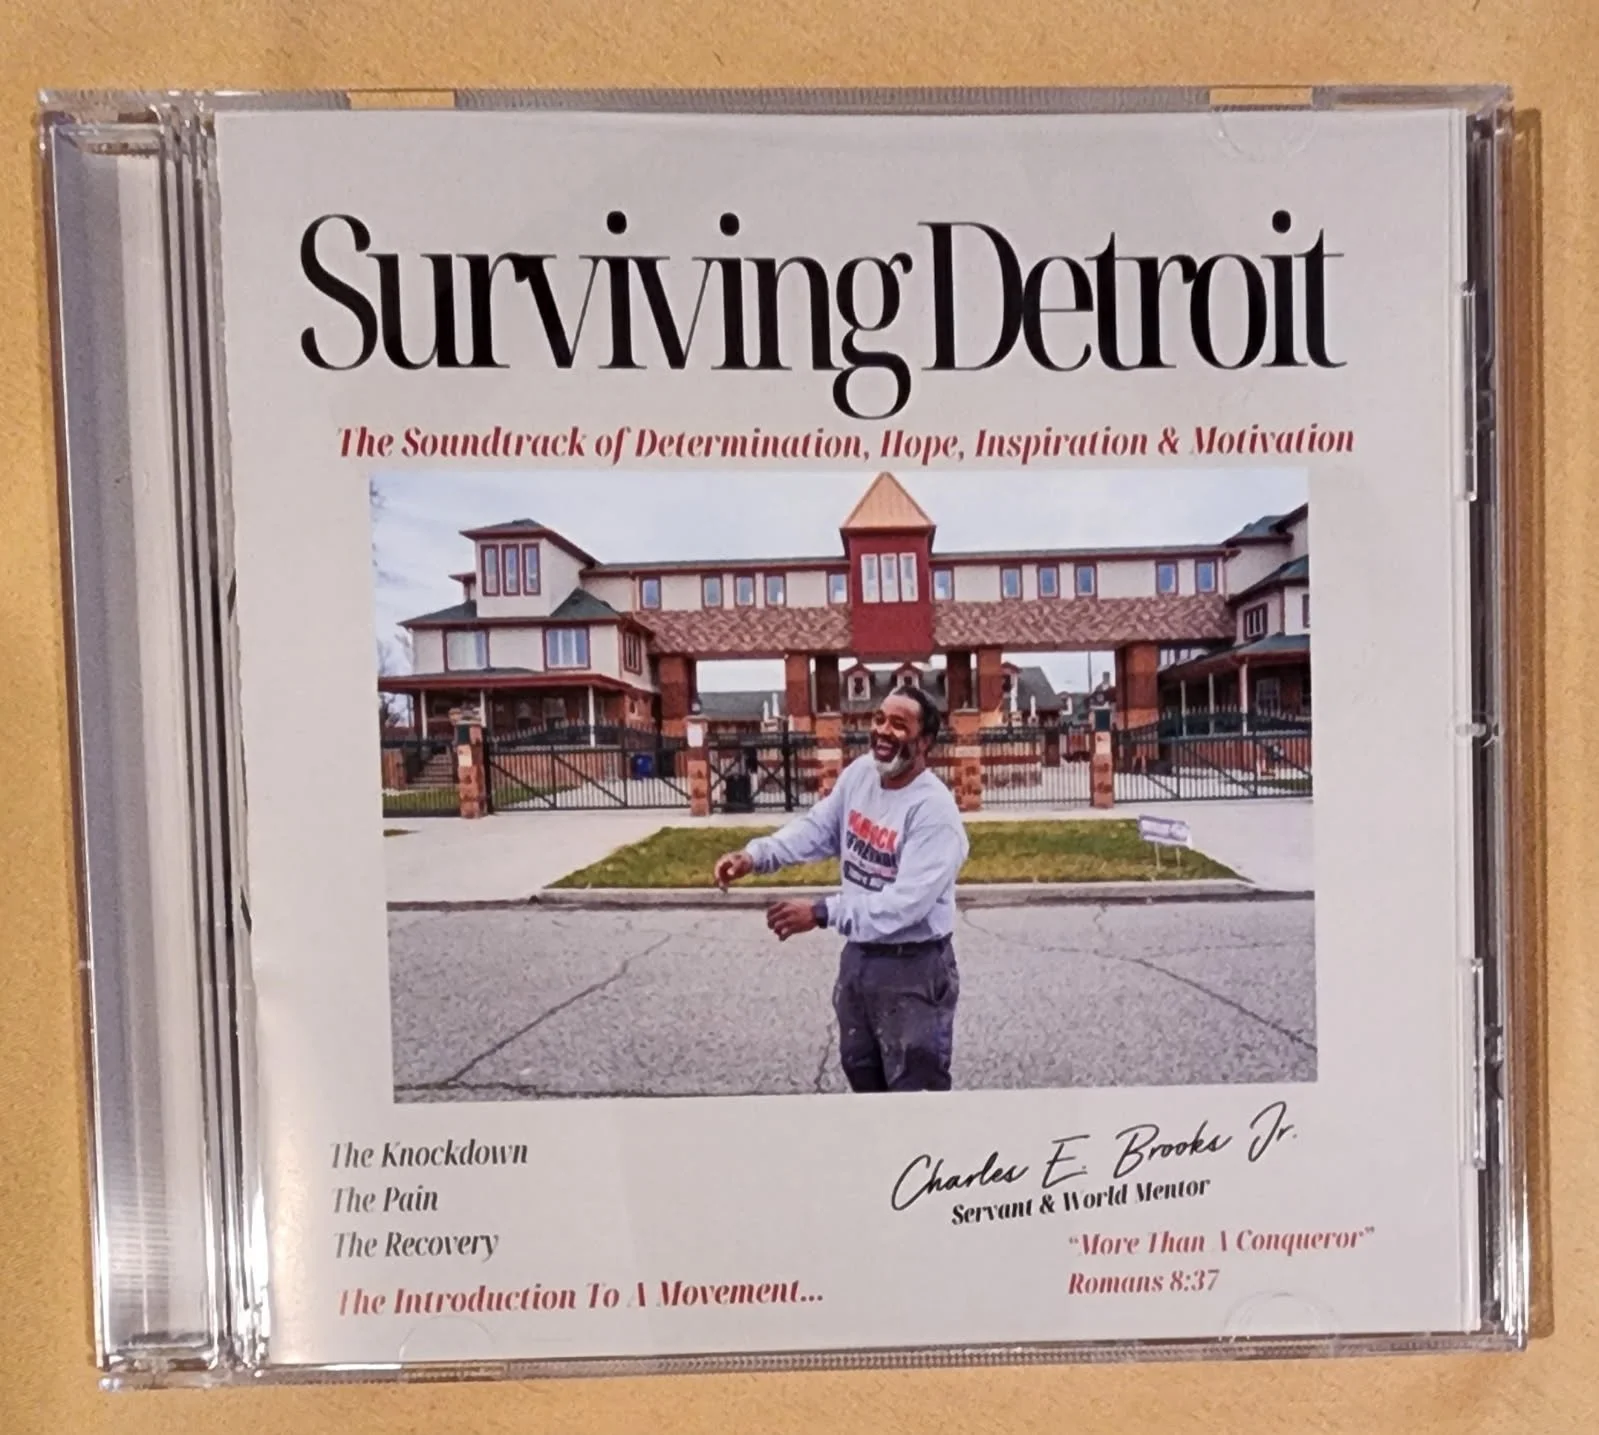 Surviving Detroit
The Soundtrack of Determination, Hope, Inspiration & Motivation
The Knockdown
The Pain
The Recovery
The Introduction To A Movement...
Charles E. Brooks Jr.
Servant & World Mentor
"More Than A Conqueror"
Romans 8:37